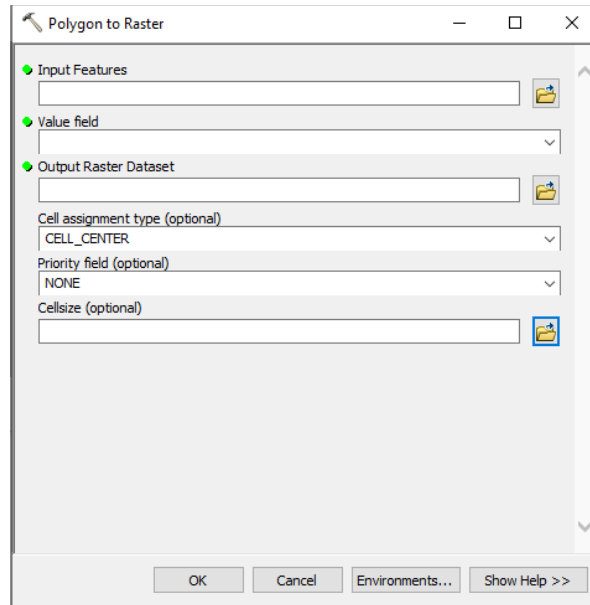 Polygon to Raster
Input Features
Value field
Output Raster Dataset
Cell assignment type (optional)
CELL_CENTER
Priority field (optional)
NONE
Cellsize (optional)
OK Cancel Environments... Show Help >>